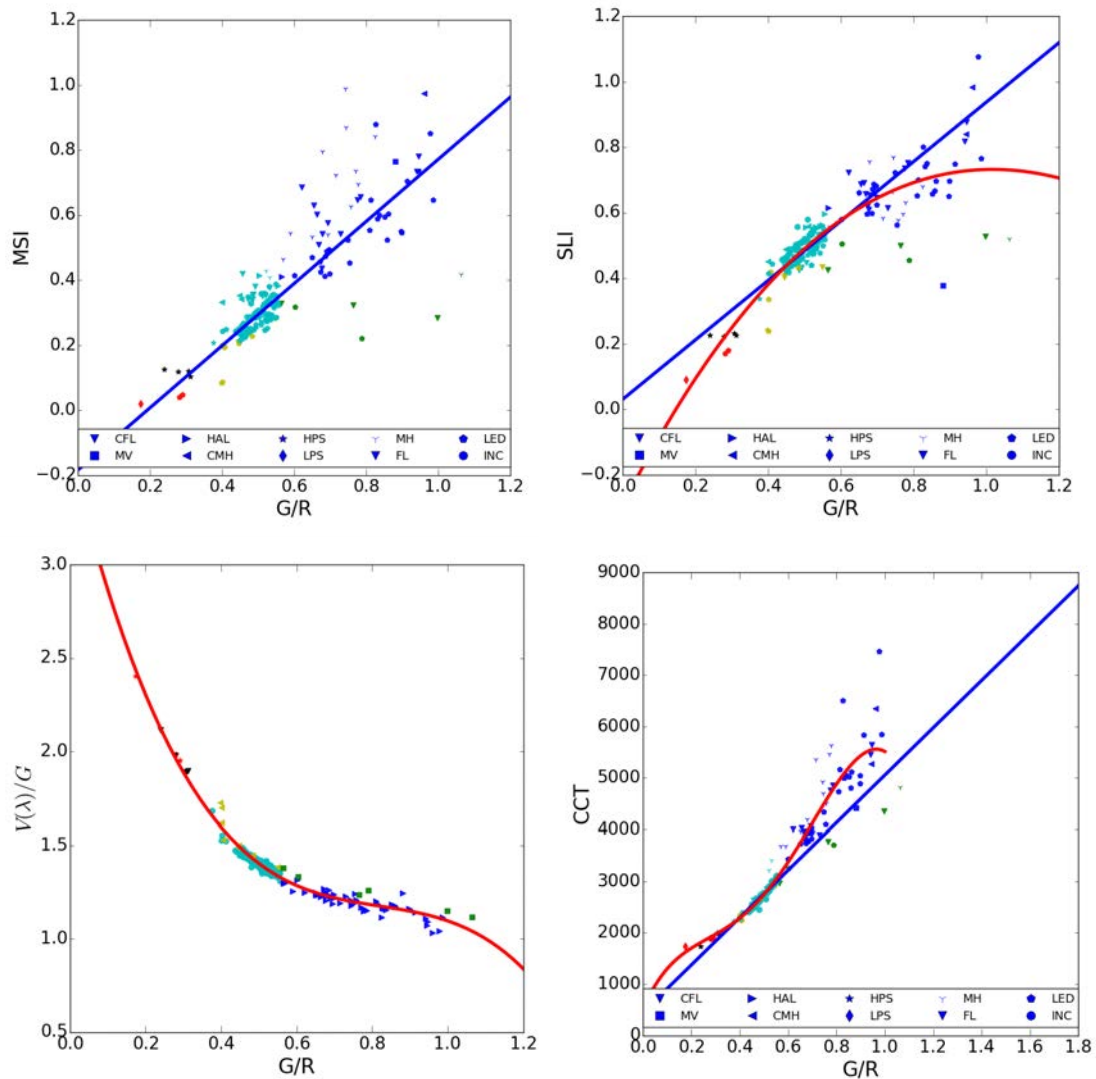 1.2
1.0
0.8
0.6
0.4
0.2
0.0
−0.2
MSI
CFL HAL HPS MH LED
MV CMH LPS FL INC
0.0 0.2 0.4 0.6 0.8 1.0 1.2
G/R
1.2
1.0
0.8
0.6
0.4
0.2
0.0
−0.2
SLI
CFL HAL HPS MH LED
MV CMH LPS FL INC
0.0 0.2 0.4 0.6 0.8 1.0 1.2
G/R
3.0
2.5
2.0
1.5
1.0
0.5
V(λ)/G
0.0 0.2 0.4 0.6 0.8 1.0 1.2
G/R
9000
8000
7000
6000
5000
4000
3000
2000
1000
0
CCT
CFL HAL HPS MH LED
MV CMH LPS FL INC
0.0 0.2 0.4 0.6 0.8 1.0 1.2 1.4 1.6 1.8
G/R